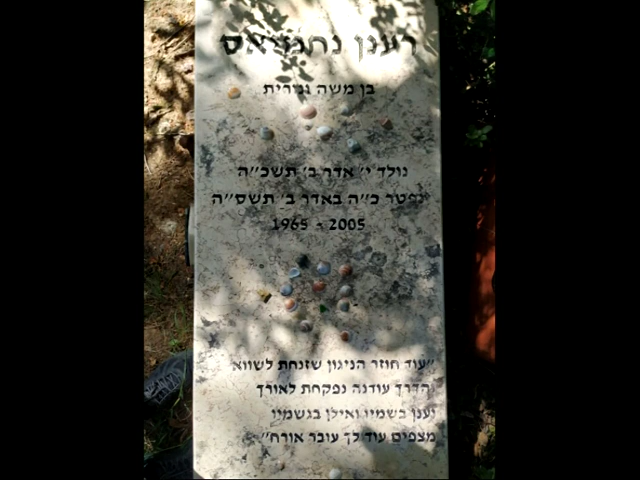 רענן
בן משה ונורית
נולד י׳ אדר ב׳ תשכ״ה
נפטר כ״ה באדר ב׳ תשס״ה
1965 - 2005
״עוד חוזר הניגון שזנחת לשווא
והדרך עודנה נפקחת לאורך
וענן בשמיו ואילן בגשמיו
מצפים עוד לך עובר אורח״